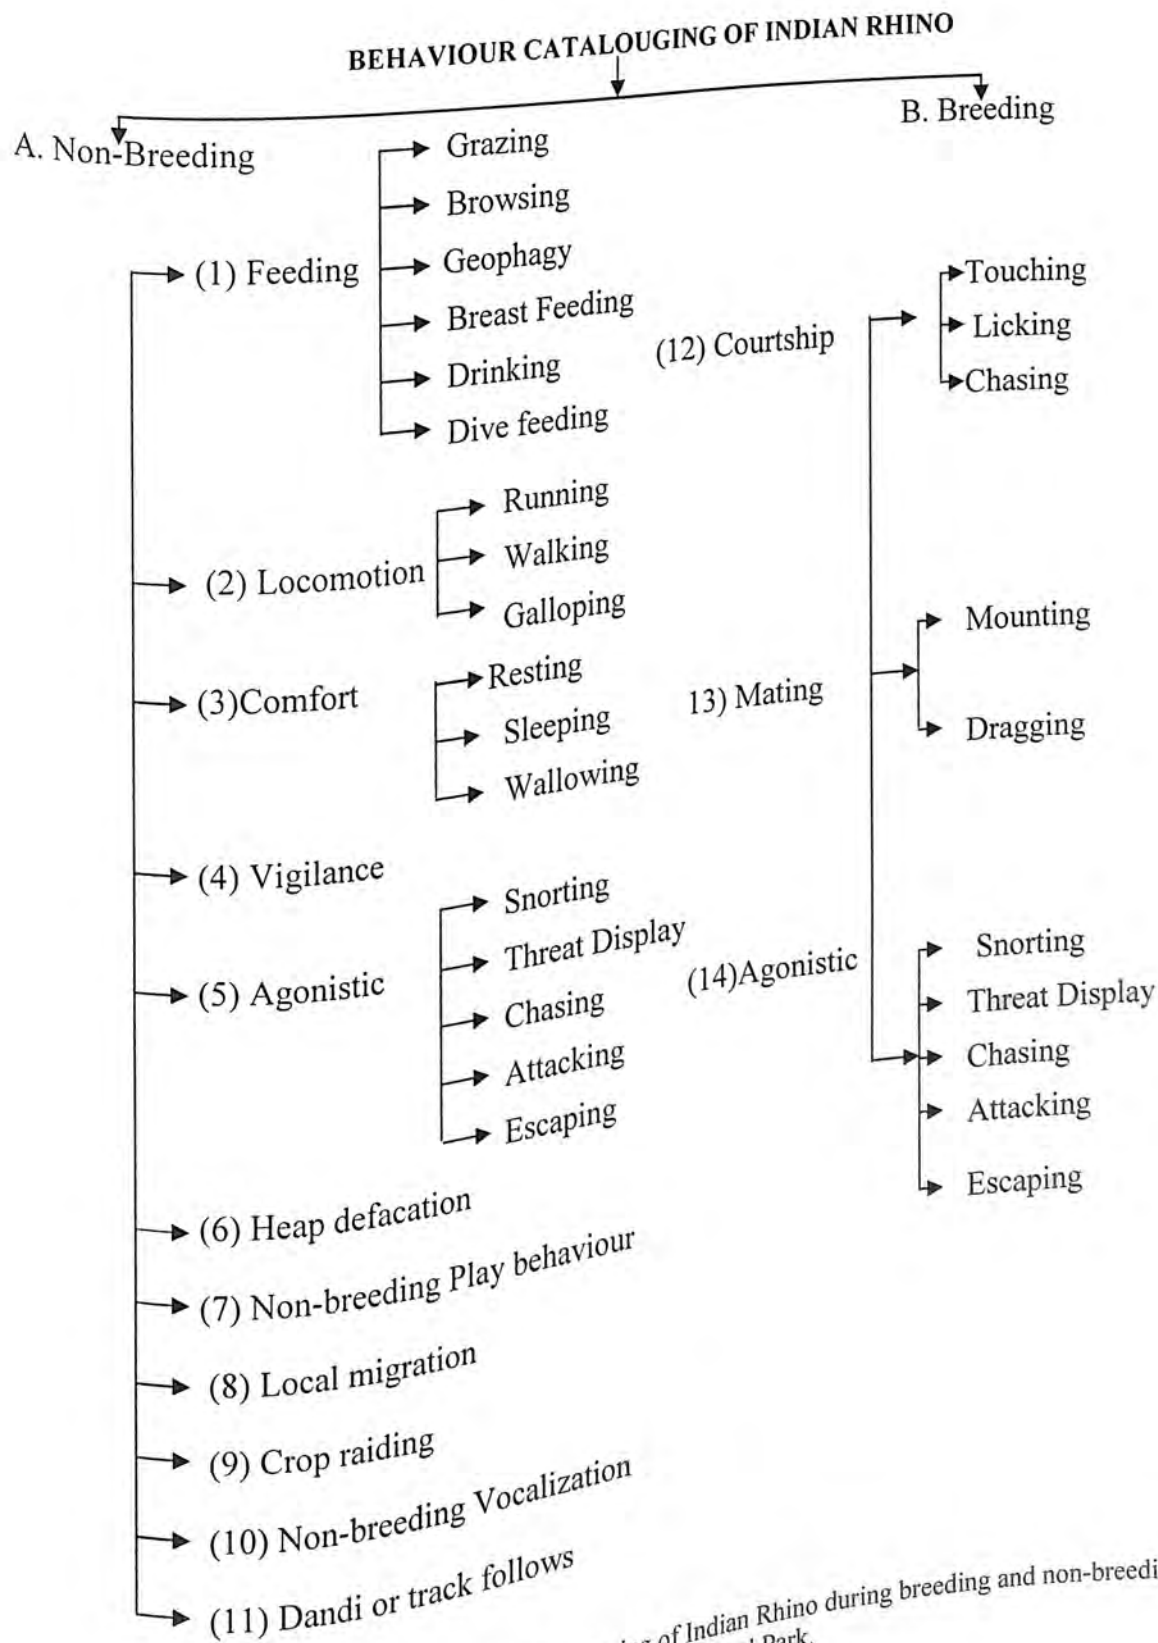 BEHAVIOUR CATALOUGING OF INDIAN RHINO
A. Non-Breeding
(1) Feeding
Grazing
Browsing
Geophagy
Breast Feeding
Drinking
Dive feeding
(2) Locomotion
Running
Walking
Galloping
(3)Comfort
Resting
Sleeping
Wallowing
(4) Vigilance
(5) Agonistic
Snorting
Threat Display
Chasing
Attacking
Escaping
(6) Heap defacation
(7) Non-breeding Play behaviour
(8) Local migration
(9) Crop raiding
(10) Non-breeding Vocalization
(11) Dandi or track follows
B. Breeding
(12) Courtship
Touching
Licking
Chasing
13) Mating
Mounting
Dragging
(14)Agonistic
Snorting
Threat Display
Chasing
Attacking
Escaping
of Indian Rhino during breeding and non-breedi
Park.